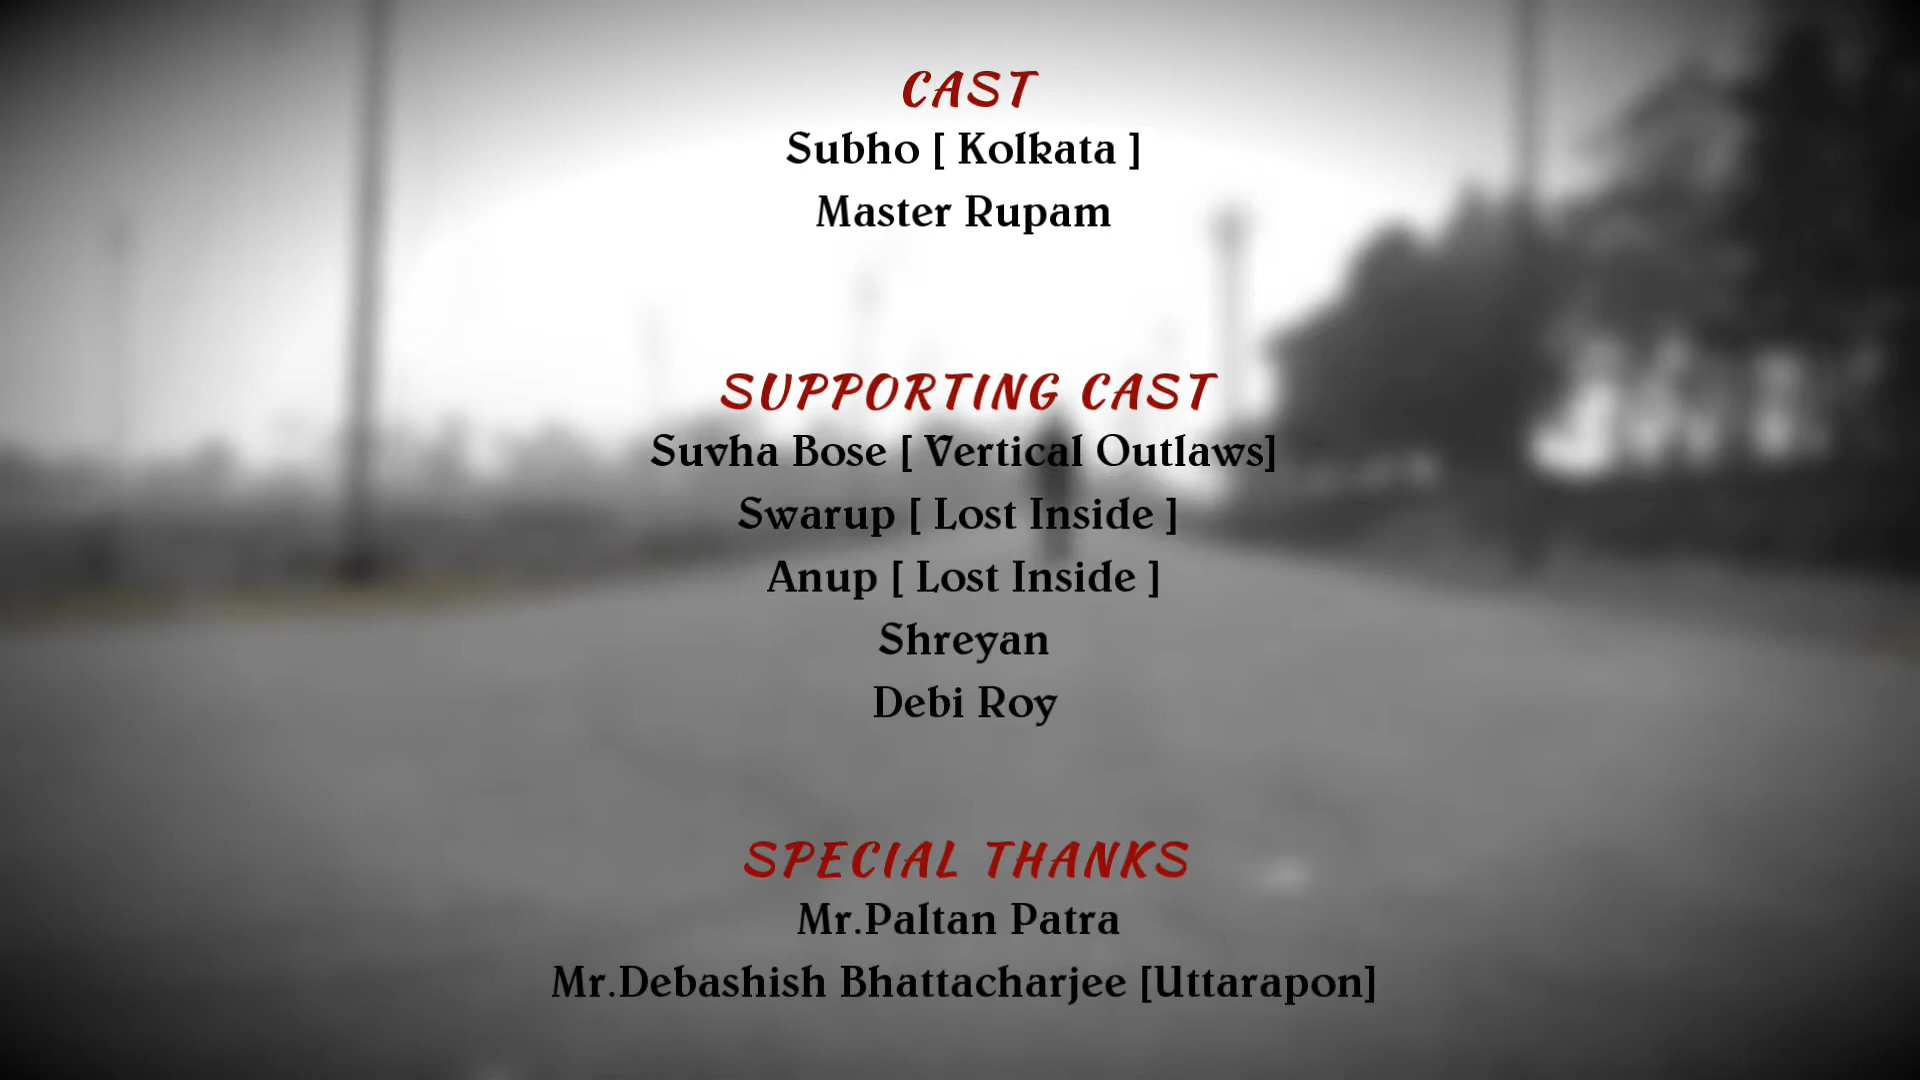 CAST
Subho [ Kolkata ]
Master Rupam
SUPPORTING CAST
Suvha Bose [ Vertical Outlaws]
Swarup [ Lost Inside ]
Anup [ Lost Inside ]
Shreyan
Debi Roy
SPECIAL THANKS
Mr.Paltan Patra
Mr.Debashish Bhattacharjee [Uttarapon]